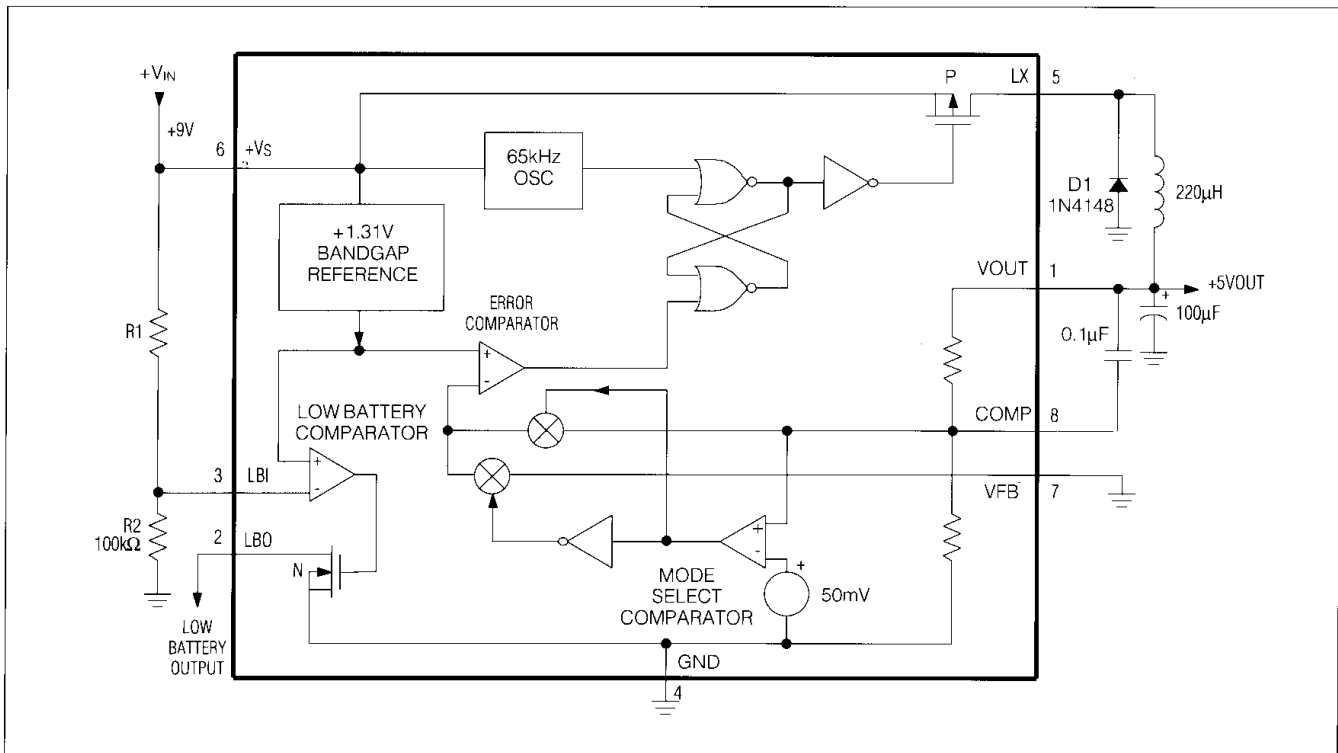 +VIN
+9V
6 +VS
65kHz
OSC
P
LX 5
D1
1N4148
220µH
+1.31V
BANDGAP
REFERENCE
VOUT 1
+5VOUT
+
100µF
0.1µF
R1
ERROR
COMPARATOR
+
-
LOW BATTERY
COMPARATOR
COMP 8
+
-
3 LBI
VFB 7
R2
100kΩ
2 LBO
N
+
-
+
50mV
MODE
SELECT
COMPARATOR
LOW
BATTERY
OUTPUT
GND
4